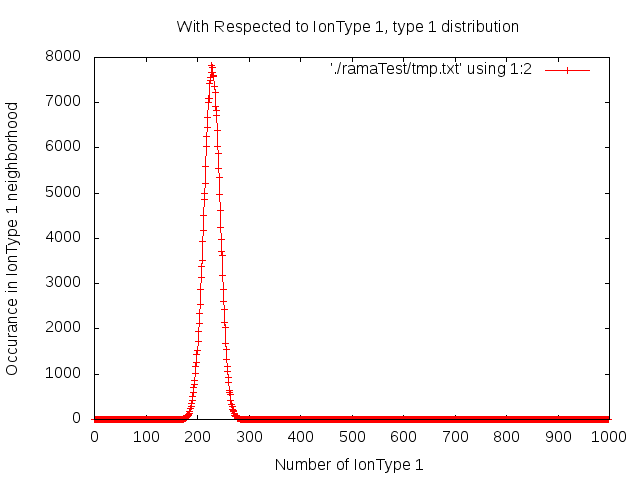 With Respected to IonType 1, type 1 distribution
'./ramaTest/tmp.txt' using 1:2
Occurance in IonType 1 neighborhood
8000
7000
6000
5000
4000
3000
2000
1000
0
0 100 200 300 400 500 600 700 800 900 1000
Number of IonType 1